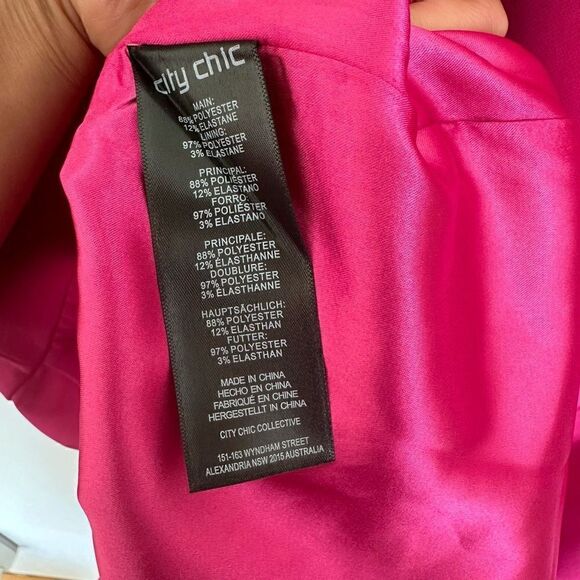 city chic
MAIN:
88% POLYESTER
12% ELASTANE
LINING:
97% POLYESTER
3% ELASTANE
PRINCIPAL:
88% POLIÉSTER
12% ELASTANO
FORRO:
97% POLIÉSTER
3% ELASTANO
PRINCIPALE:
88% POLYESTER
12% ÉLASTHANNE
DOUBLURE:
97% POLYESTER
3% ÉLASTHANNE
HAUPTSÄCHLICH:
88% POLYESTER
12% ELASTHAN
FUTTER:
97% POLYESTER
3% ELASTHAN
MADE IN CHINA
HECHO EN CHINA
FABRIQUÉ EN CHINE
HERGESTELLT IN CHINA
CITY CHIC COLLECTIVE
151-163 WYNDHAM STREET
ALEXANDRIA NSW 2015 AUSTRALIA